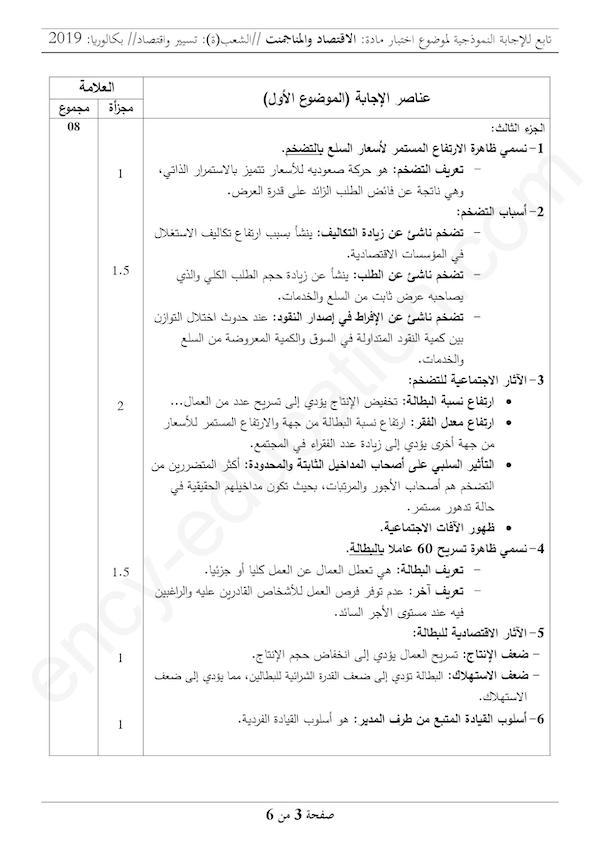 تابع للإجابة النموذجية لموضوع اختبار مادة: الاقتصاد والمناجمنت //الشعب(ة): تسيير واقتصاد// بكالوريا: 2019
العلامة
عناصر الإجابة (الموضوع الأول)
مجموع
مجزأة
08
الجزء الثالث:
1-نسمي ظاهرة الارتفاع المستمر لأسعار السلع بالتضخم.
1
- تعريف التضخم: هو حركة صعوديه للأسعار تتميز بالاستمرار الذاتي،
وهي ناتجة عن فائض الطلب الزائد على قدرة العرض.
2-أسباب التضخم:
- تضخم ناشئ عن زيادة التكاليف: ينشأ بسبب ارتفاع تكاليف الاستغلال
في المؤسسات الاقتصادية.
1.5
- تضخم ناشئ عن الطلب: ينشأ عن زيادة حجم الطلب الكلي والذي
يصاحبه عرض ثابت من السلع والخدمات.
- تضخم ناشئ عن الإفراط في إصدار النقود: عند حدوث اختلال التوازن
بين كمية النقود المتداولة في السوق والكمية المعروضة من السلع
والخدمات.
3-الآثار الاجتماعية للتضخم:
2
• ارتفاع نسبة البطالة: تخفيض الإنتاج يؤدي إلى تسريح عدد من العمال...
• ارتفاع معدل الفقر: ارتفاع نسبة البطالة من جهة والارتفاع المستمر للأسعار
من جهة أخرى يؤدي إلى زيادة عدد الفقراء في المجتمع.
• التأثير السلبي على أصحاب المداخيل الثابتة والمحدودة: أكثر المتضررين من
التضخم هم أصحاب الأجور والمرتبات، بحيث تكون مداخيلهم الحقيقية في
حالة تدهور مستمر.
• ظهور الآفات الاجتماعية.
4-نسمي ظاهرة تسريح 60 عاملا بالبطالة.
1.5
- تعريف البطالة: هي تعطل العمال عن العمل كليا أو جزئيا.
- تعريف آخر: عدم توفر فرص العمل للأشخاص القادرين عليه والراغبين
فيه عند مستوى الأجر السائد.
5-الآثار الاقتصادية للبطالة:
1
- ضعف الإنتاج: تسريح العمال يؤدي إلى انخفاض حجم الإنتاج.
- ضعف الاستهلاك: البطالة تؤدي إلى ضعف القدرة الشرائية للبطالين، مما يؤدي إلى ضعف
الاستهلاك.
1
6-أسلوب القيادة المتبع من طرف المدير: هو أسلوب القيادة الفردية.
ency-education.com
صفحة 3 من 6